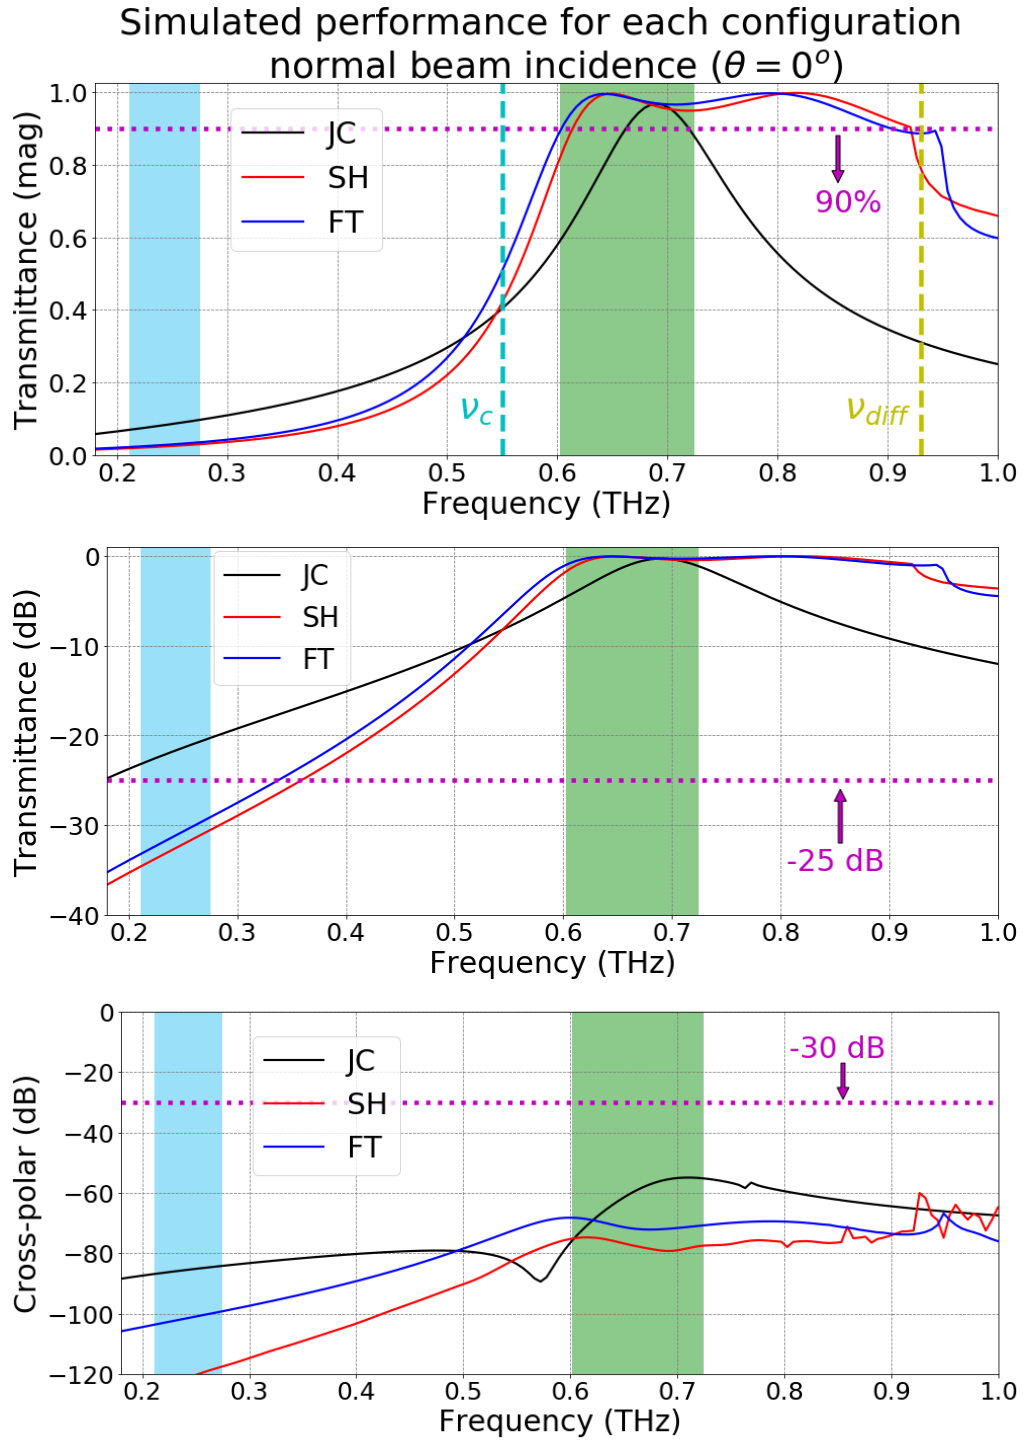 Simulated performance for each configuration
normal beam incidence (θ = 0°)
Transmittance (mag)
1.0
0.8
0.6
0.4
0.2
0.0
JC
SH
FT
90%
ν_c
ν_diff
0.2 0.3 0.4 0.5 0.6 0.7 0.8 0.9 1.0
Frequency (THz)
Transmittance (dB)
0
−10
−20
−30
−40
JC
SH
FT
-25 dB
0.2 0.3 0.4 0.5 0.6 0.7 0.8 0.9 1.0
Frequency (THz)
Cross-polar (dB)
0
−20
−40
−60
−80
−100
−120
JC
SH
FT
-30 dB
0.2 0.3 0.4 0.5 0.6 0.7 0.8 0.9 1.0
Frequency (THz)